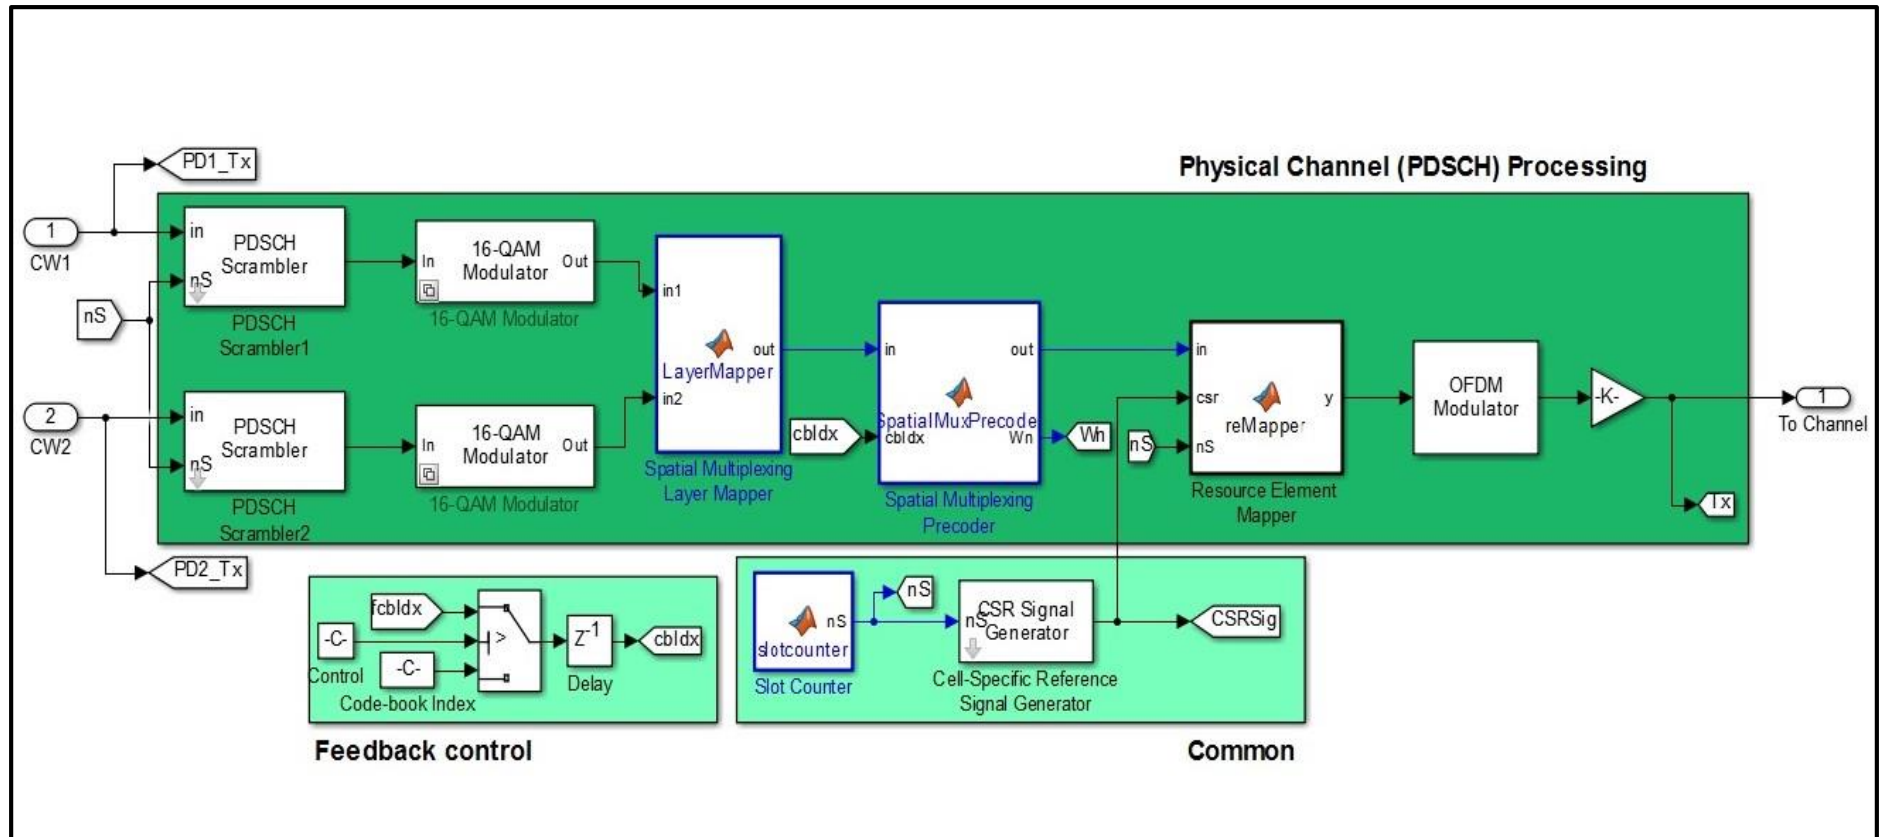 Physical Channel (PDSCH) Processing
PD1_Tx
1
CW1
in
nS
PDSCH
Scrambler
PDSCH
Scrambler1
In
16-QAM
Modulator
Out
16-QAM Modulator
nS
2
CW2
in
nS
PDSCH
Scrambler
PDSCH
Scrambler2
In
16-QAM
Modulator
Out
16-QAM Modulator
PD2_Tx
in1
in2
LayerMapper
out
Spatial Multiplexing
Layer Mapper
cbIdx
in
cbIdx
SpatialMuxPrecode
out
Wn
Spatial Multiplexing
Precoder
Wn
nS
in
csr
nS
reMapper
y
Resource Element
Mapper
OFDM
Modulator
-K-
1
To Channel
Tx
fcbIdx
-C-
Control
-C-
Code-book Index
>
Z-1
Delay
cbIdx
Feedback control
slotcounter
nS
Slot Counter
nS
nS
CSR Signal
Generator
Cell-Specific Reference
Signal Generator
CSRSig
Common